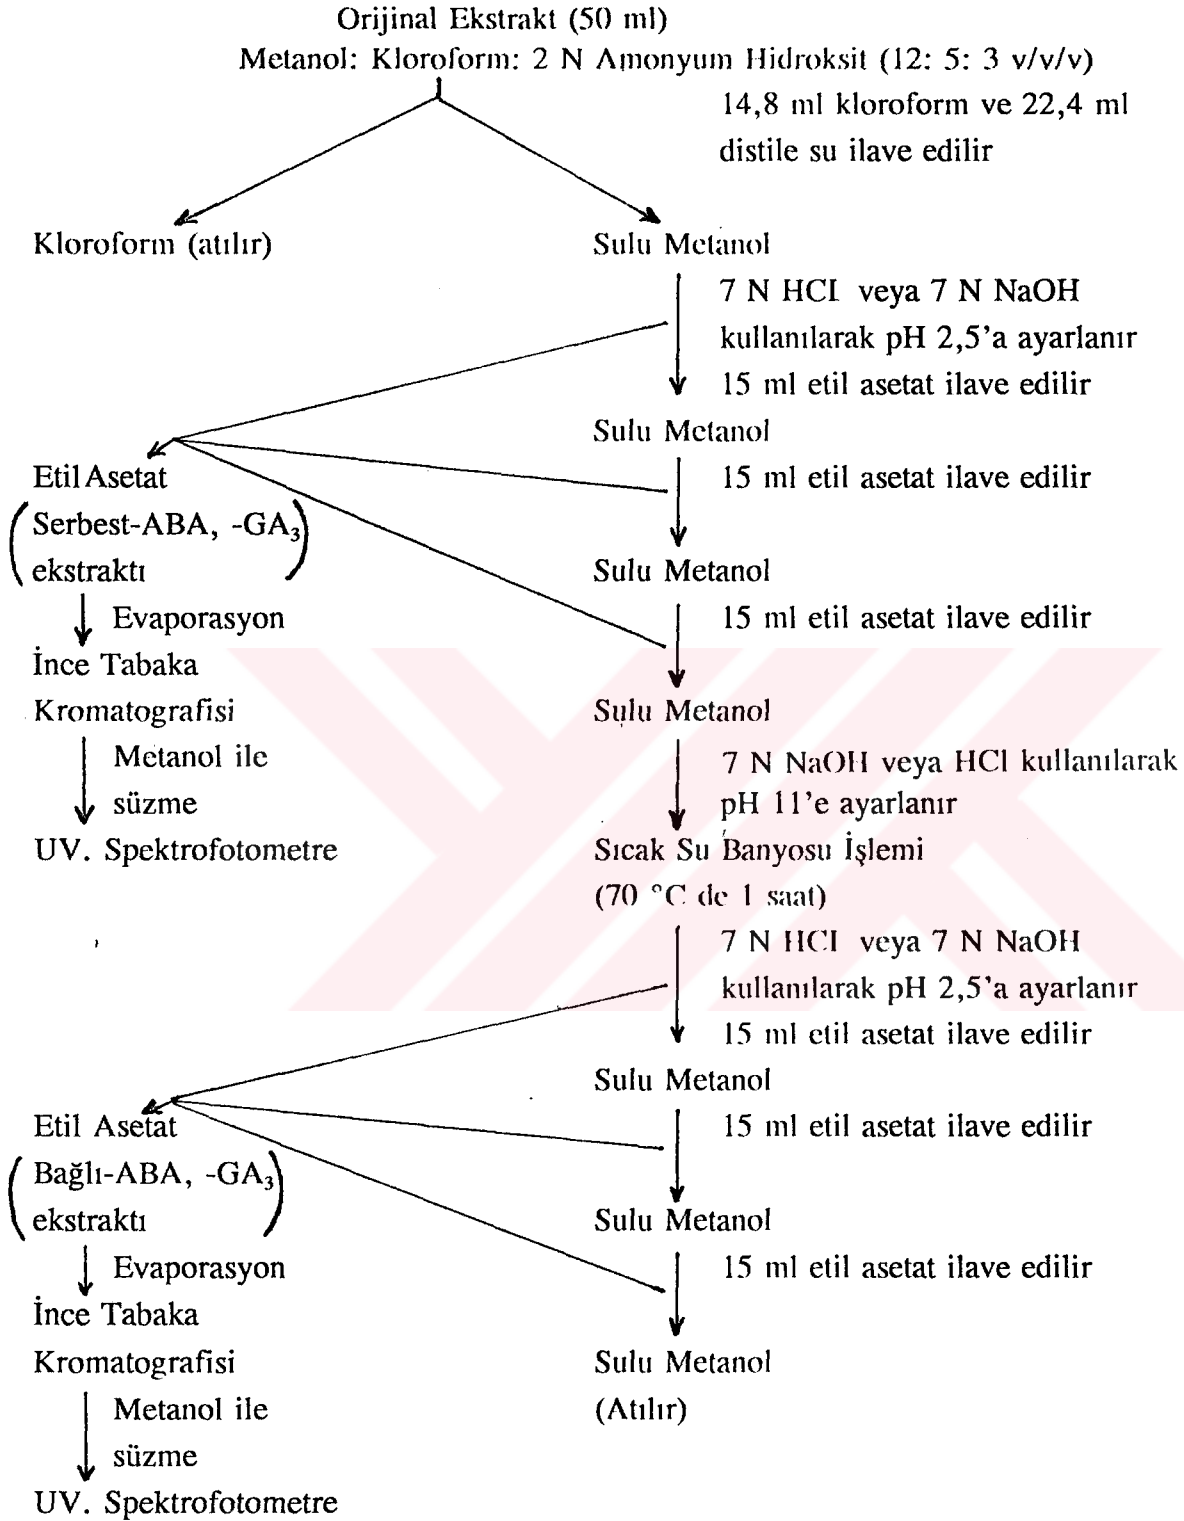 Orijinal Ekstrakt (50 ml)
Metanol: Kloroform: 2 N Amonyum Hidroksit (12: 5: 3 v/v/v)
14,8 ml kloroform ve 22,4 ml
distile su ilave edilir
Kloroform (atılır)
Sulu Metanol
7 N HCl veya 7 N NaOH
kullanılarak pH 2,5'a ayarlanır
15 ml etil asetat ilave edilir
Sulu Metanol
15 ml etil asetat ilave edilir
Etil Asetat
(Serbest-ABA, -GA₃)
ekstraktı
Sulu Metanol
Evaporasyon
15 ml etil asetat ilave edilir
İnce Tabaka
Kromatografisi
Sulu Metanol
Metanol ile
süzme
7 N NaOH veya HCl kullanılarak
pH 11'e ayarlanır
UV. Spektrofotometre
Sıcak Su Banyosu İşlemi
(70 °C de 1 saat)
7 N HCl veya 7 N NaOH
kullanılarak pH 2,5'a ayarlanır
15 ml etil asetat ilave edilir
Sulu Metanol
15 ml etil asetat ilave edilir
Etil Asetat
(Bağlı-ABA, -GA₃)
ekstraktı
Sulu Metanol
Evaporasyon
15 ml etil asetat ilave edilir
İnce Tabaka
Kromatografisi
Sulu Metanol
(Atılır)
Metanol ile
süzme
UV. Spektrofotometre